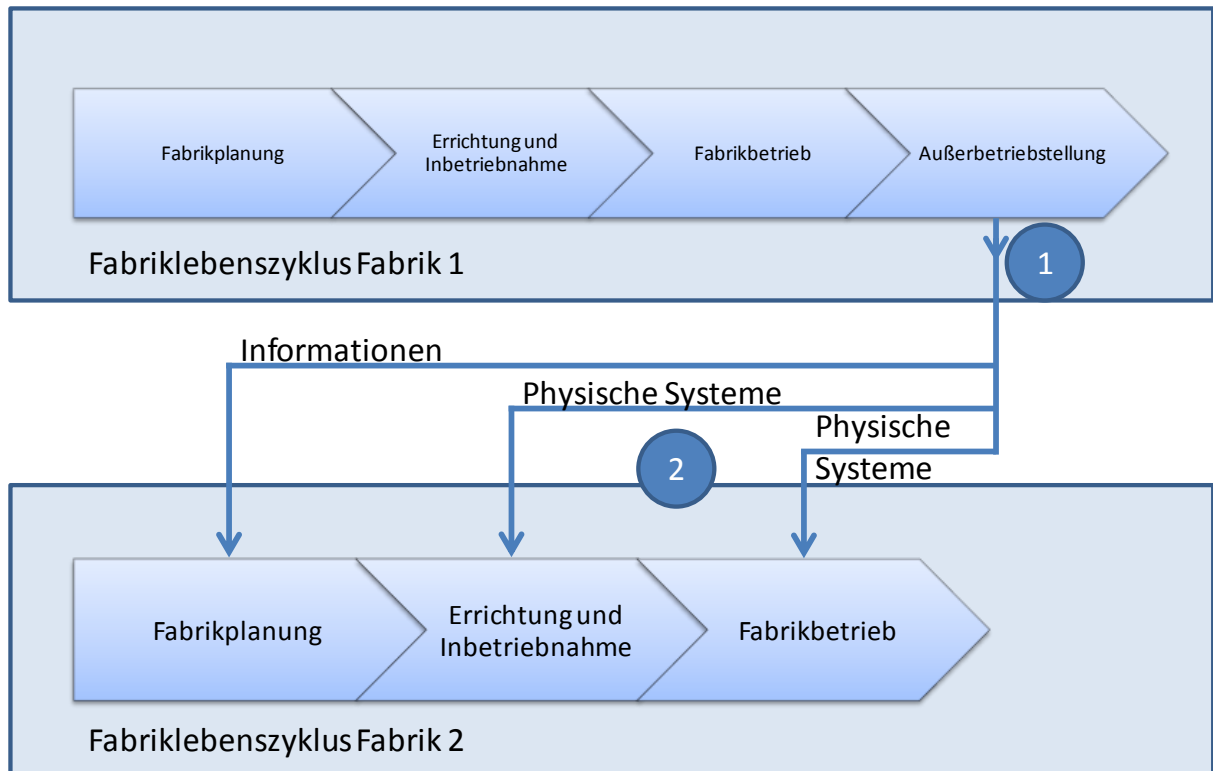 Fabrikplanung
Errichtung und
Inbetriebnahme
Fabrikbetrieb
Außerbetriebstellung
Fabriklebenszyklus Fabrik 1
1
Informationen
Physische Systeme
Physische
Systeme
2
Fabrikplanung
Errichtung und
Inbetriebnahme
Fabrikbetrieb
Fabriklebenszyklus Fabrik 2